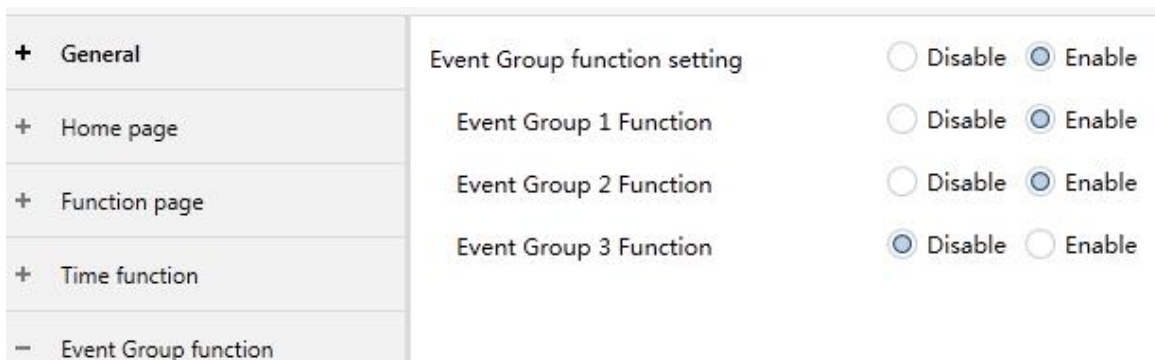 + General
+ Home page
+ Function page
+ Time function
− Event Group function
Event Group function setting Disable Enable
Event Group 1 Function Disable Enable
Event Group 2 Function Disable Enable
Event Group 3 Function Disable Enable